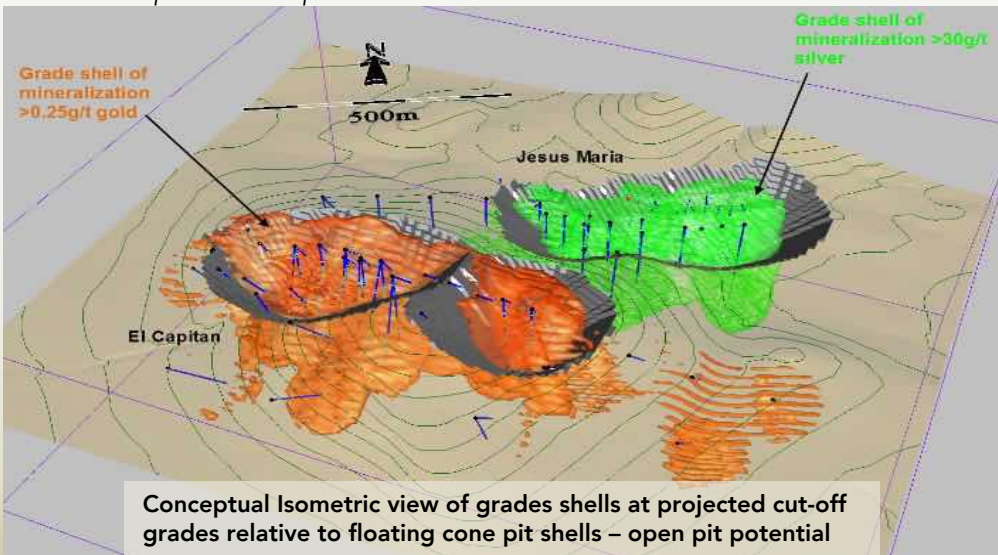 Grade shell of
mineralization >30g/t
silver
Grade shell of
mineralization
>0.25g/t gold
N
500m
Jesus Maria
El Capitan
Conceptual Isometric view of grades shells at projected cut-off
grades relative to floating cone pit shells – open pit potential